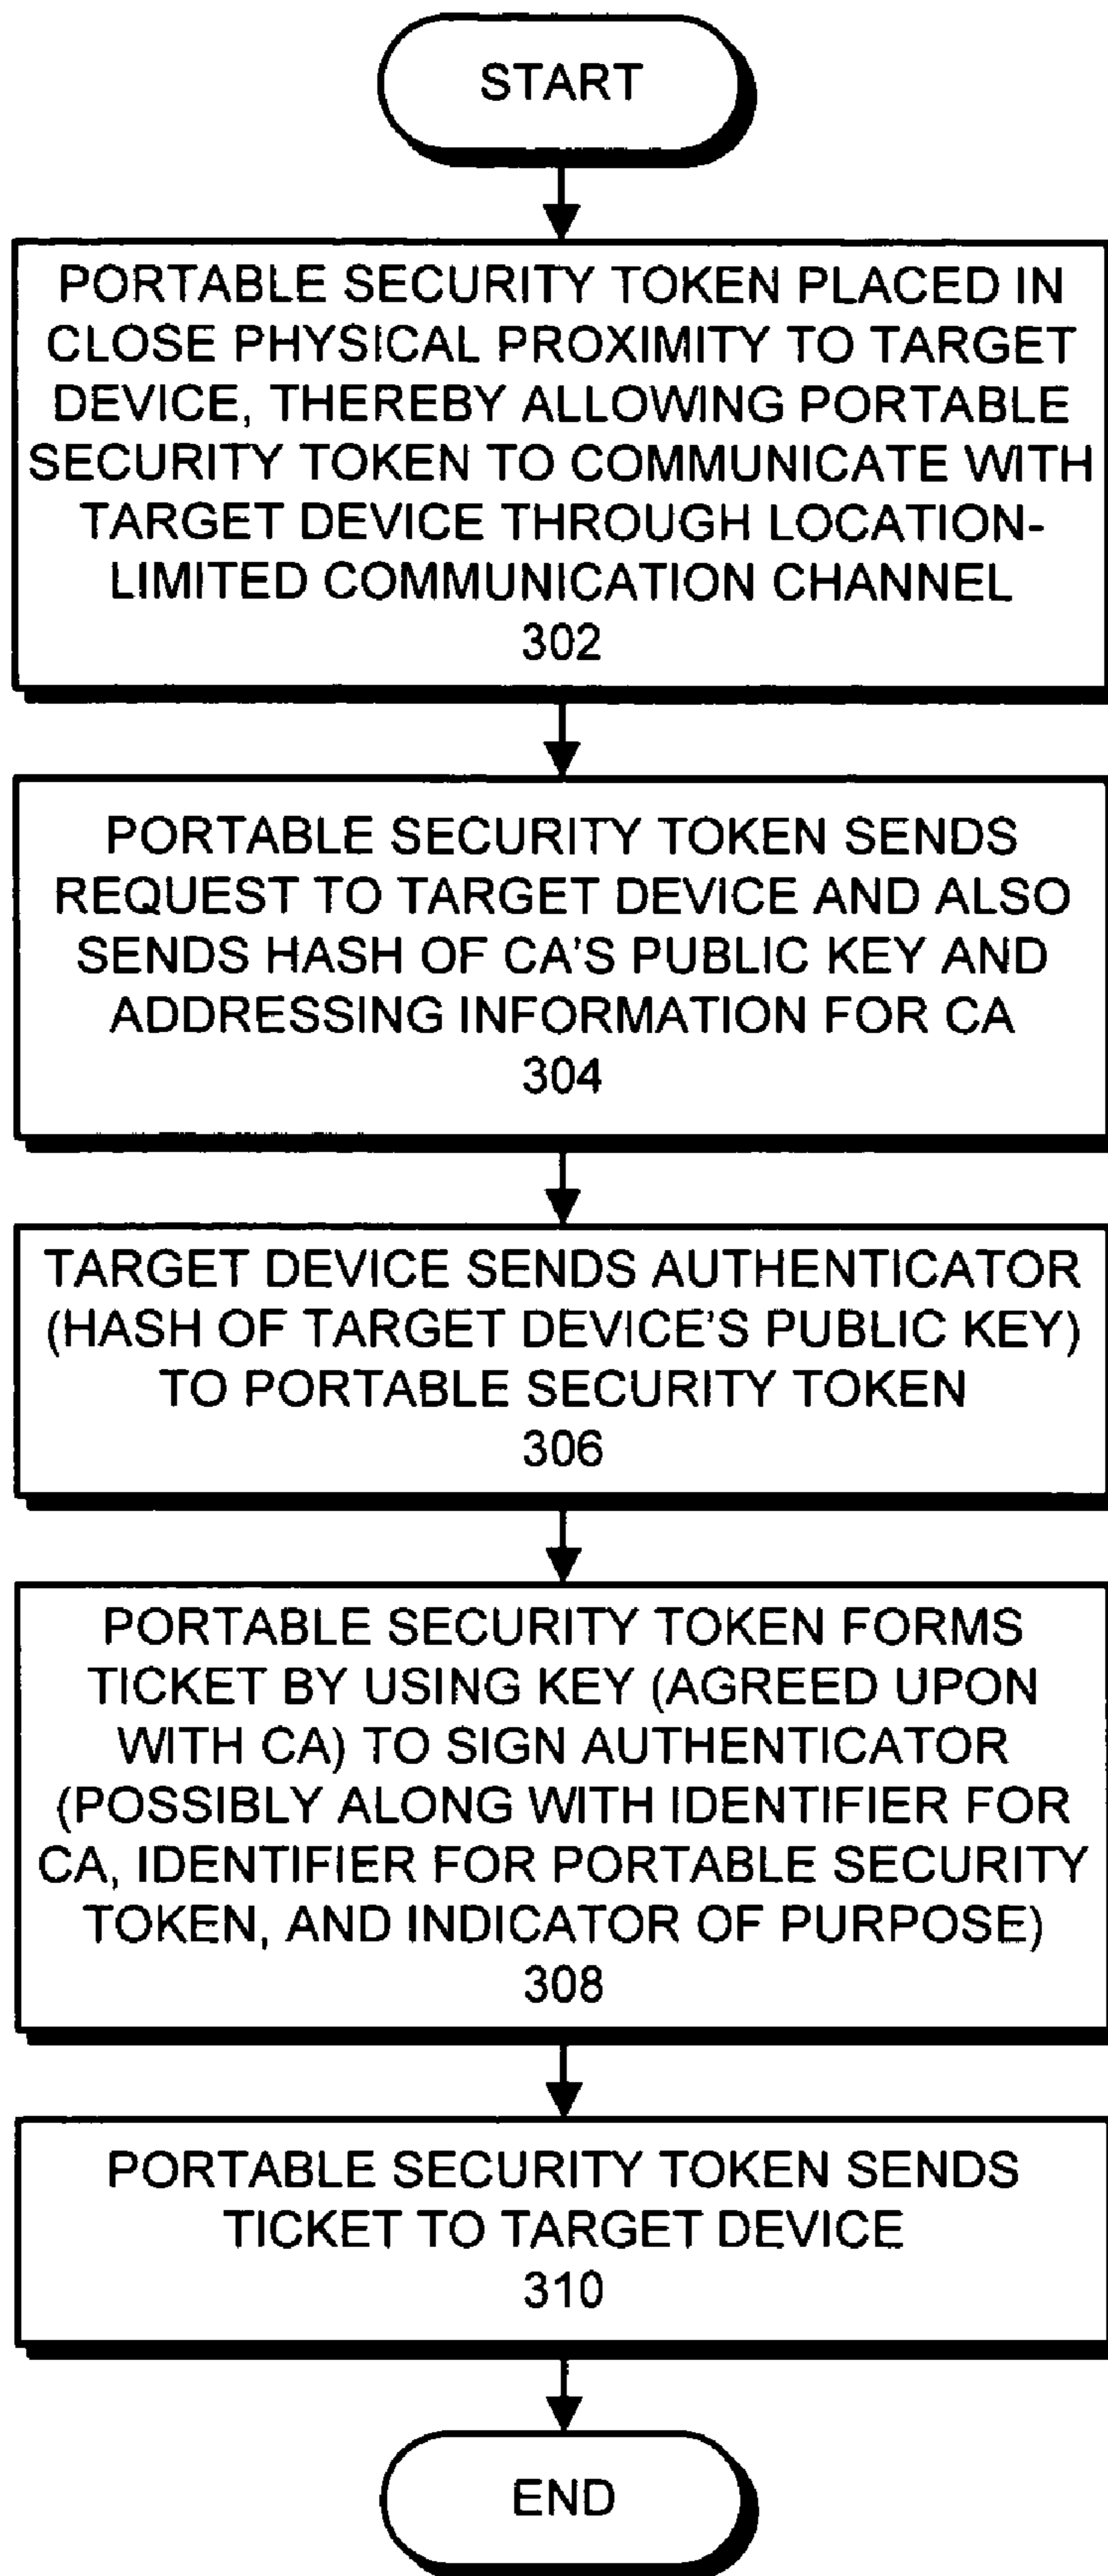 START
PORTABLE SECURITY TOKEN PLACED IN
CLOSE PHYSICAL PROXIMITY TO TARGET
DEVICE, THEREBY ALLOWING PORTABLE
SECURITY TOKEN TO COMMUNICATE WITH
TARGET DEVICE THROUGH LOCATION-
LIMITED COMMUNICATION CHANNEL
302
PORTABLE SECURITY TOKEN SENDS
REQUEST TO TARGET DEVICE AND ALSO
SENDS HASH OF CA'S PUBLIC KEY AND
ADDRESSING INFORMATION FOR CA
304
TARGET DEVICE SENDS AUTHENTICATOR
(HASH OF TARGET DEVICE'S PUBLIC KEY)
TO PORTABLE SECURITY TOKEN
306
PORTABLE SECURITY TOKEN FORMS
TICKET BY USING KEY (AGREED UPON
WITH CA) TO SIGN AUTHENTICATOR
(POSSIBLY ALONG WITH IDENTIFIER FOR
CA, IDENTIFIER FOR PORTABLE SECURITY
TOKEN, AND INDICATOR OF PURPOSE)
308
PORTABLE SECURITY TOKEN SENDS
TICKET TO TARGET DEVICE
310
END